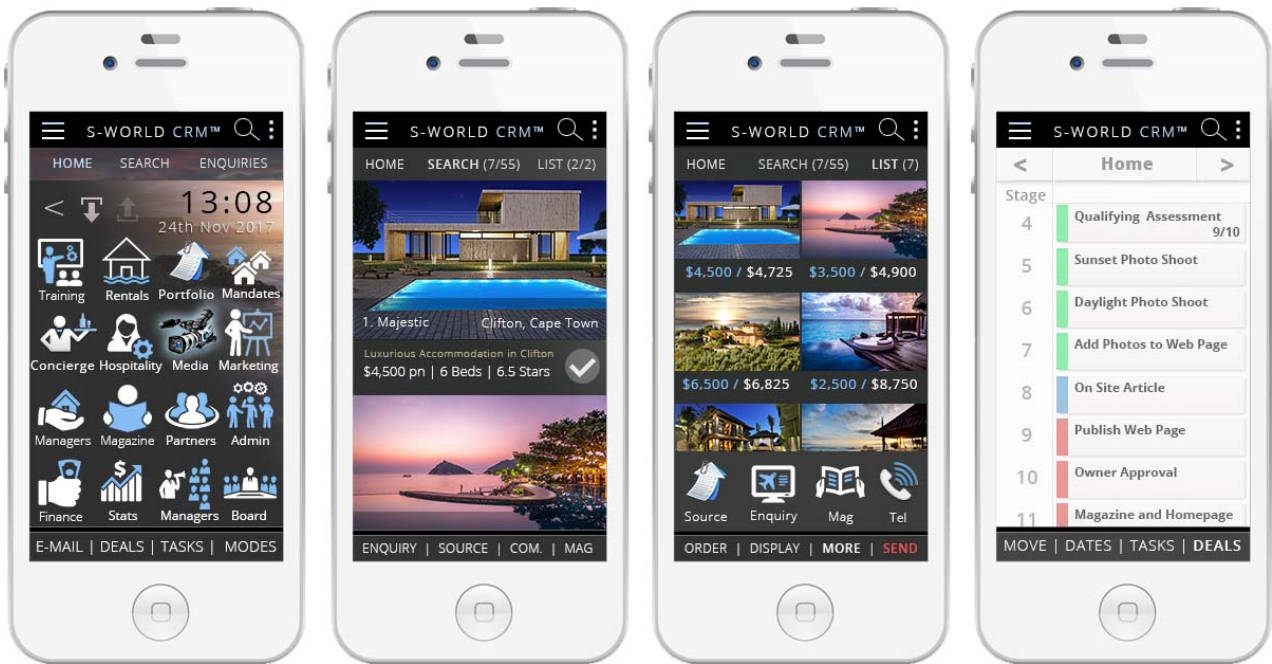 S-WORLD CRM™
HOME SEARCH ENQUIRIES
< 13:08
24th Nov 2017
Training Rentals Portfolio Mandates
Concierge Hospitality Media Marketing
Managers Magazine Partners Admin
$
Finance Stats Managers Board
E-MAIL | DEALS | TASKS | MODES
S-WORLD CRM™
HOME SEARCH (7/55) LIST (2/2)
1. Majestic Clifton, Cape Town
Luxurious Accommodation in Clifton
$4,500 pn | 6 Beds | 6.5 Stars
ENQUIRY | SOURCE | COM. | MAG
S-WORLD CRM™
HOME SEARCH (7/55) LIST (7)
$4,500 / $4,725 $3,500 / $4,900
$6,500 / $6,825 $2,500 / $8,750
Source Enquiry Mag Tel
ORDER | DISPLAY | MORE | SEND
S-WORLD CRM™
< Home >
Stage
4 Qualifying Assessment
9/10
5 Sunset Photo Shoot
6 Daylight Photo Shoot
7 Add Photos to Web Page
8 On Site Article
9 Publish Web Page
10 Owner Approval
11 Magazine and Homepage
MOVE | DATES | TASKS | DEALS